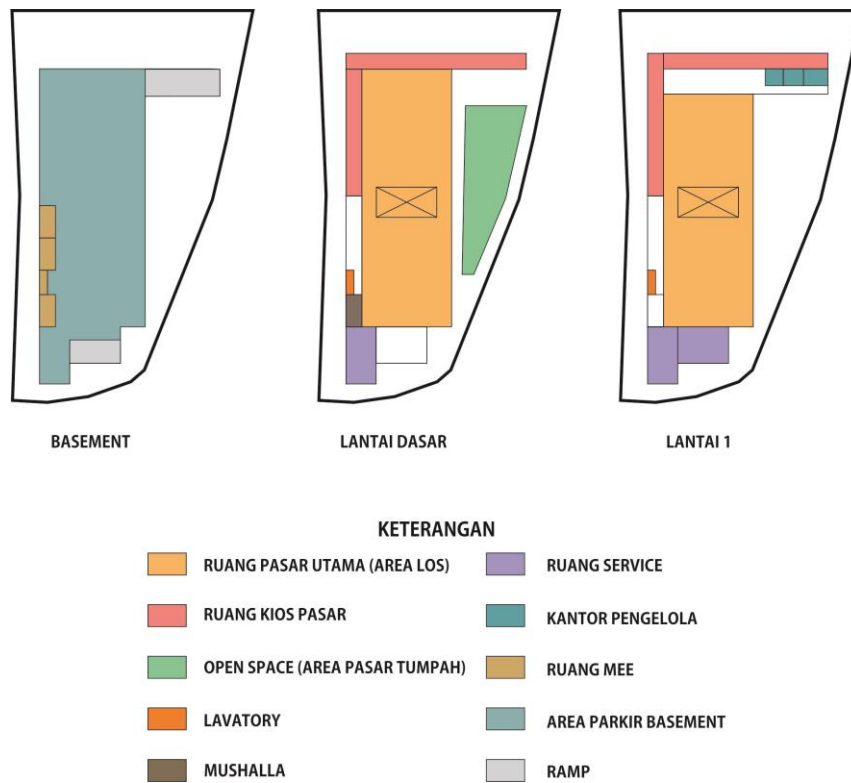 BASEMENT
LANTAI DASAR
LANTAI 1
KETERANGAN
RUANG PASAR UTAMA (AREA LOS)
RUANG SERVICE
RUANG KIOS PASAR
KANTOR PENGELOLA
OPEN SPACE (AREA PASAR TUMPAH)
RUANG MEE
LAVATORY
AREA PARKIR BASEMENT
MUSHALLA
RAMP